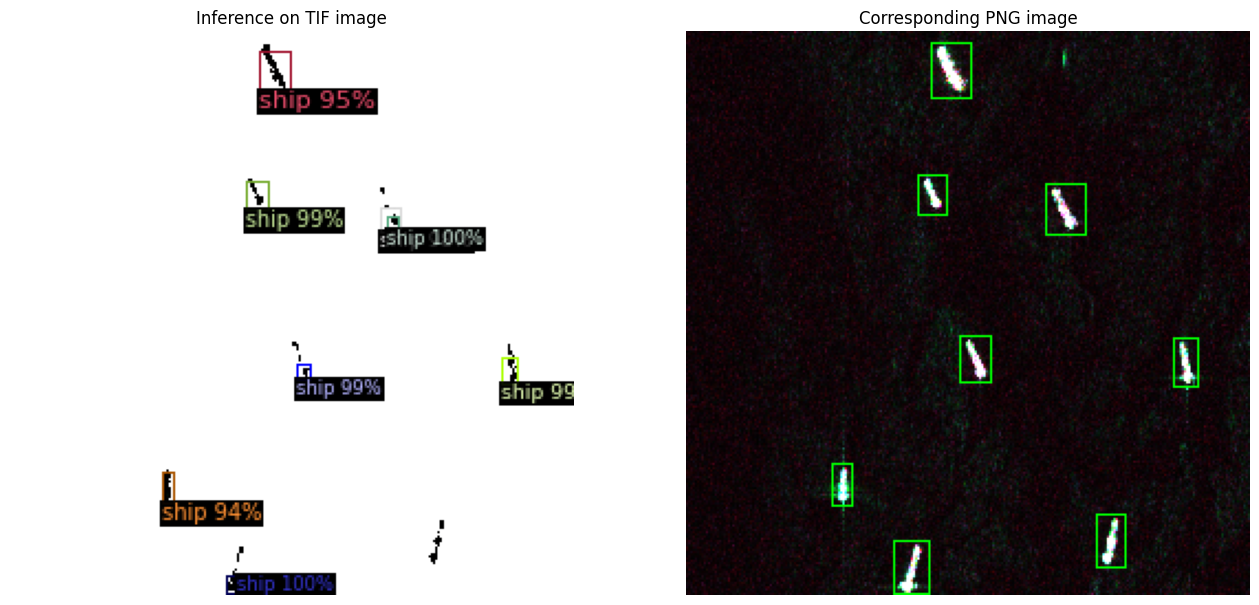 Inference on TIF image
Corresponding PNG image
ship 95%
ship 99%
ship 100%
ship 99%
ship 99
ship 94%
ship 100%